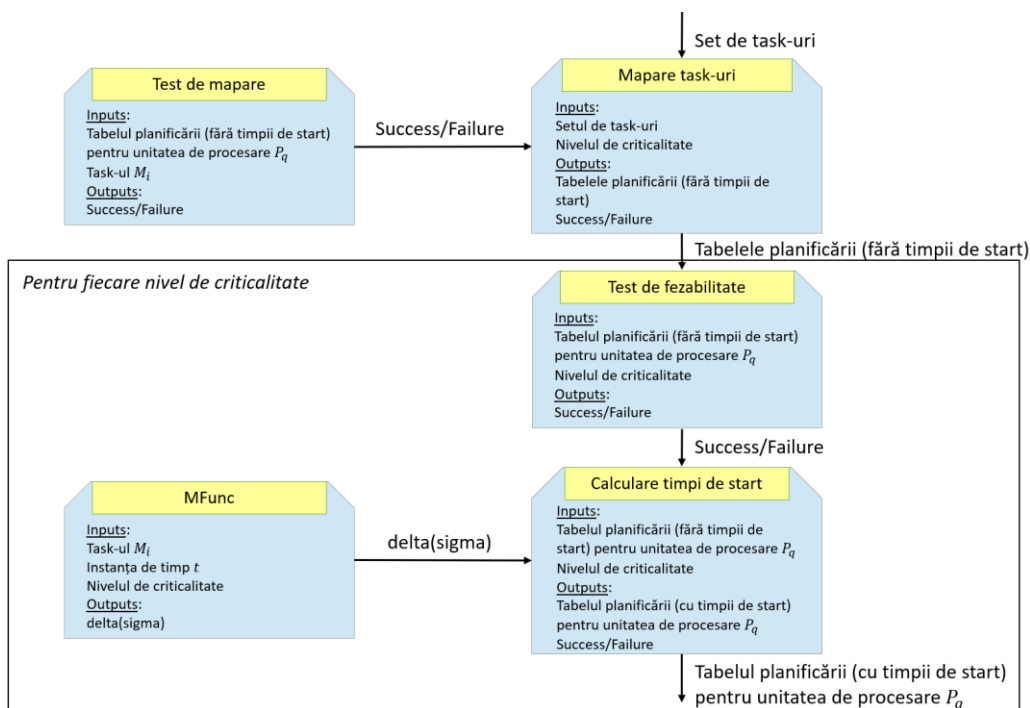 Set de task-uri
Test de mapare
Inputs:
Tabelul planificării (fără timpii de start)
pentru unitatea de procesare P_q
Task-ul M_i
Outputs:
Success/Failure
Success/Failure
Mapare task-uri
Inputs:
Setul de task-uri
Nivelul de criticalitate
Outputs:
Tabelele planificării (fără timpii de
start)
Success/Failure
Tabelele planificării (fără timpii de start)
Pentru fiecare nivel de criticalitate
Test de fezabilitate
Inputs:
Tabelul planificării (fără timpii de start)
pentru unitatea de procesare P_q
Nivelul de criticalitate
Outputs:
Success/Failure
Success/Failure
MFunc
Inputs:
Task-ul M_i
Instanța de timp t
Nivelul de criticalitate
Outputs:
delta(sigma)
delta(sigma)
Calculare timpi de start
Inputs:
Tabelul planificării (fără timpii de
start) pentru unitatea de procesare P_q
Nivelul de criticalitate
Outputs:
Tabelul planificării (cu timpii de start)
pentru unitatea de procesare P_q
Success/Failure
Tabelul planificării (cu timpii de start)
pentru unitatea de procesare P_q